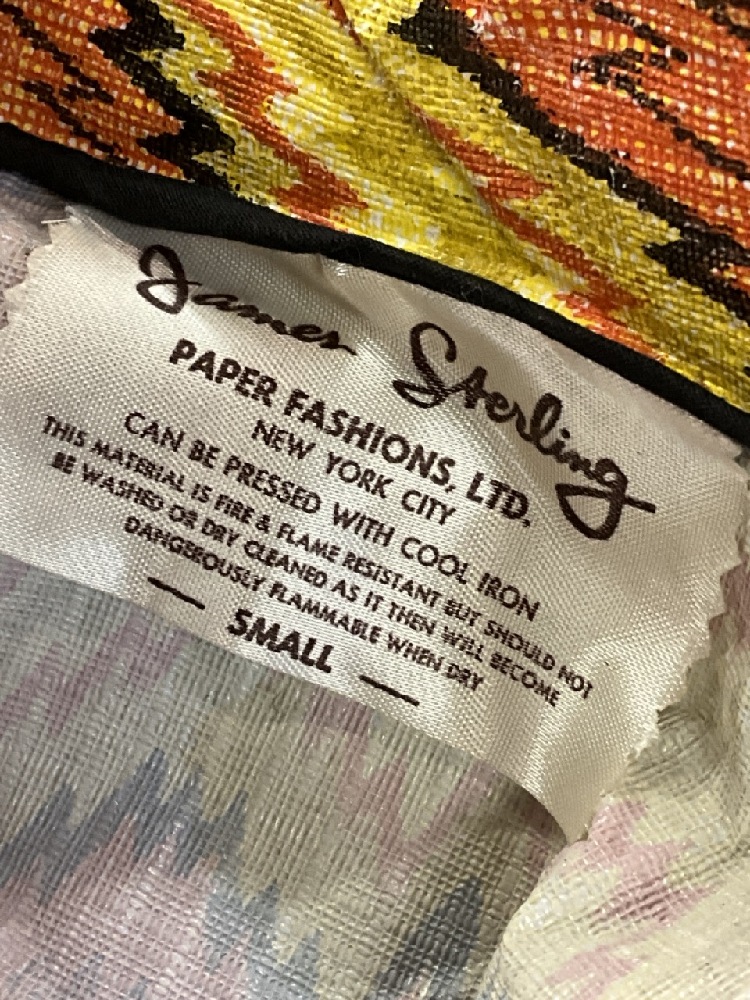 James Sterling
PAPER FASHIONS, LTD.
NEW YORK CITY
CAN BE PRESSED WITH COOL IRON
THIS MATERIAL IS FIRE & FLAME RESISTANT BUT SHOULD NOT
BE WASHED OR DRY CLEANED AS IT THEN WILL BECOME
DANGEROUSLY FLAMMABLE WHEN DRY
— SMALL —